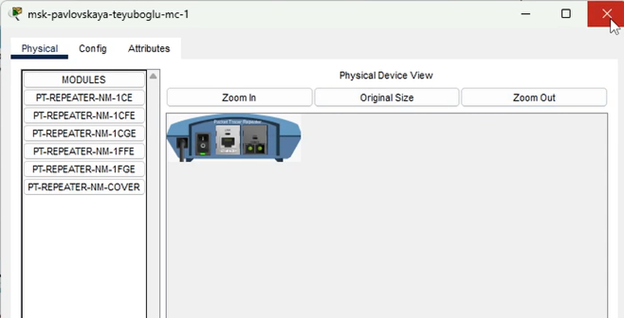 msk-pavlovskaya-teyuboglu-mc-1
Physical Config Attributes
MODULES
PT-REPEATER-NM-1CE
PT-REPEATER-NM-1CFE
PT-REPEATER-NM-1CGE
PT-REPEATER-NM-1FFE
PT-REPEATER-NM-1FGE
PT-REPEATER-NM-COVER
Physical Device View
Zoom In Original Size Zoom Out